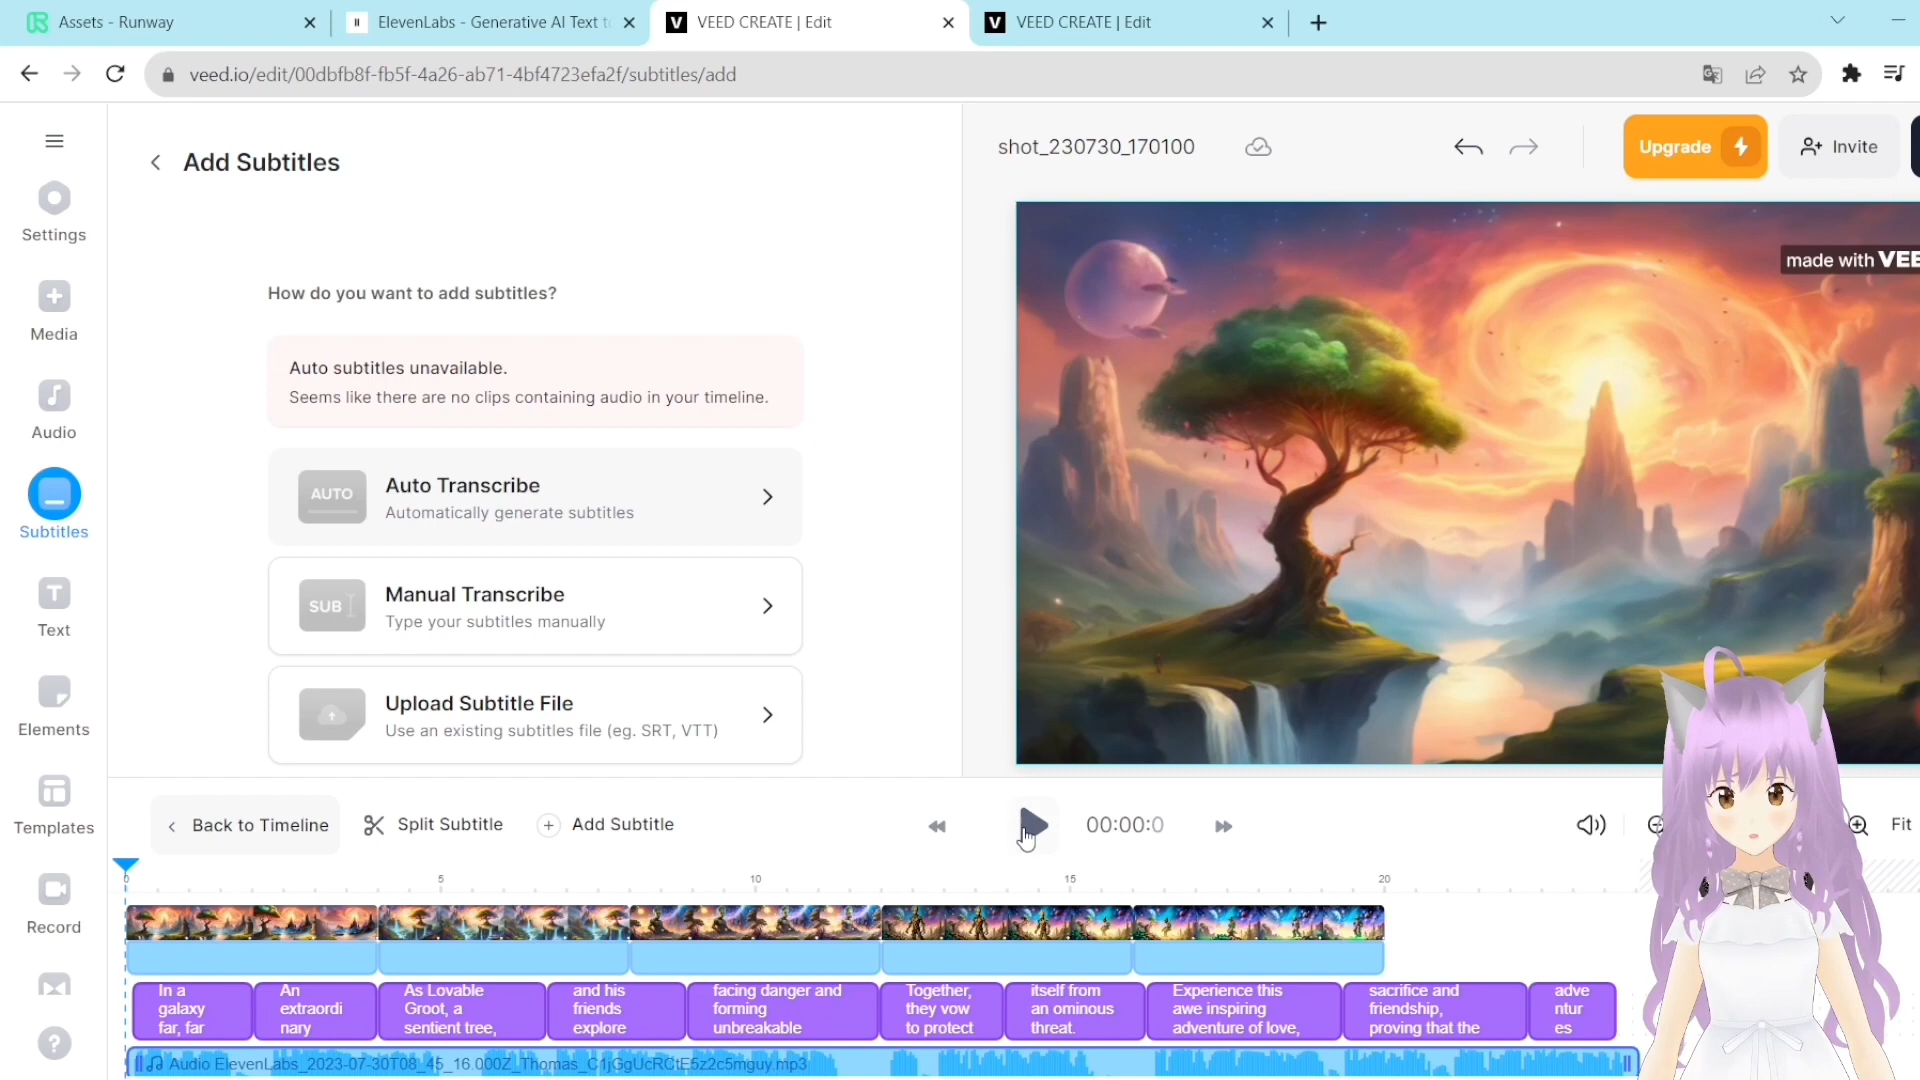 Assets - Runway
ElevenLabs - Generative AI Text to
VEED CREATE | Edit
VEED CREATE | Edit
veed.io/edit/00dbfb8f-fb5f-4a26-ab71-4bf4723efa2f/subtitles/add
Settings
Media
Audio
Subtitles
Text
Elements
Templates
Record
Add Subtitles
How do you want to add subtitles?
Auto subtitles unavailable.
Seems like there are no clips containing audio in your timeline.
AUTO
Auto Transcribe
Automatically generate subtitles
SUB
Manual Transcribe
Type your subtitles manually
Upload Subtitle File
Use an existing subtitles file (eg. SRT, VTT)
shot_230730_170100
Upgrade
Invite
made with VEE
Back to Timeline
Split Subtitle
Add Subtitle
00:00:0
Fit
0
5
10
15
20
In a
galaxy
far, far
An
extraordi
nary
As Lovable
Groot, a
sentient tree,
and his
friends
explore
facing danger and
forming
unbreakable
Together,
they vow
to protect
itself from
an ominous
threat.
Experience this
awe inspiring
adventure of love,
sacrifice and
friendship,
proving that the
adve
ntur
es
Audio ElevenLabs_2023-07-30T08_45_16.000Z_Thomas_C1jGgUcRCtE5z2c5mguy.mp3